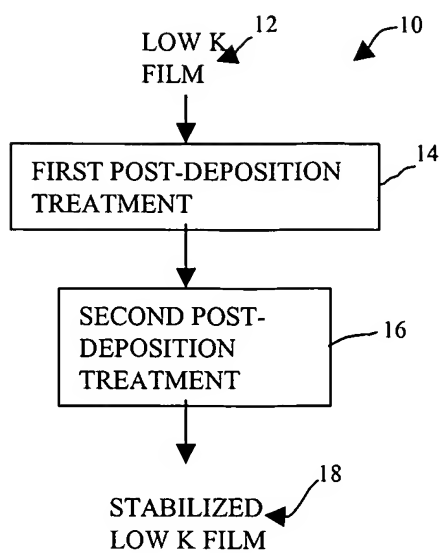 LOW K
FILM
12
10
FIRST POST-DEPOSITION
TREATMENT
14
SECOND POST-
DEPOSITION
TREATMENT
16
18
STABILIZED
LOW K FILM